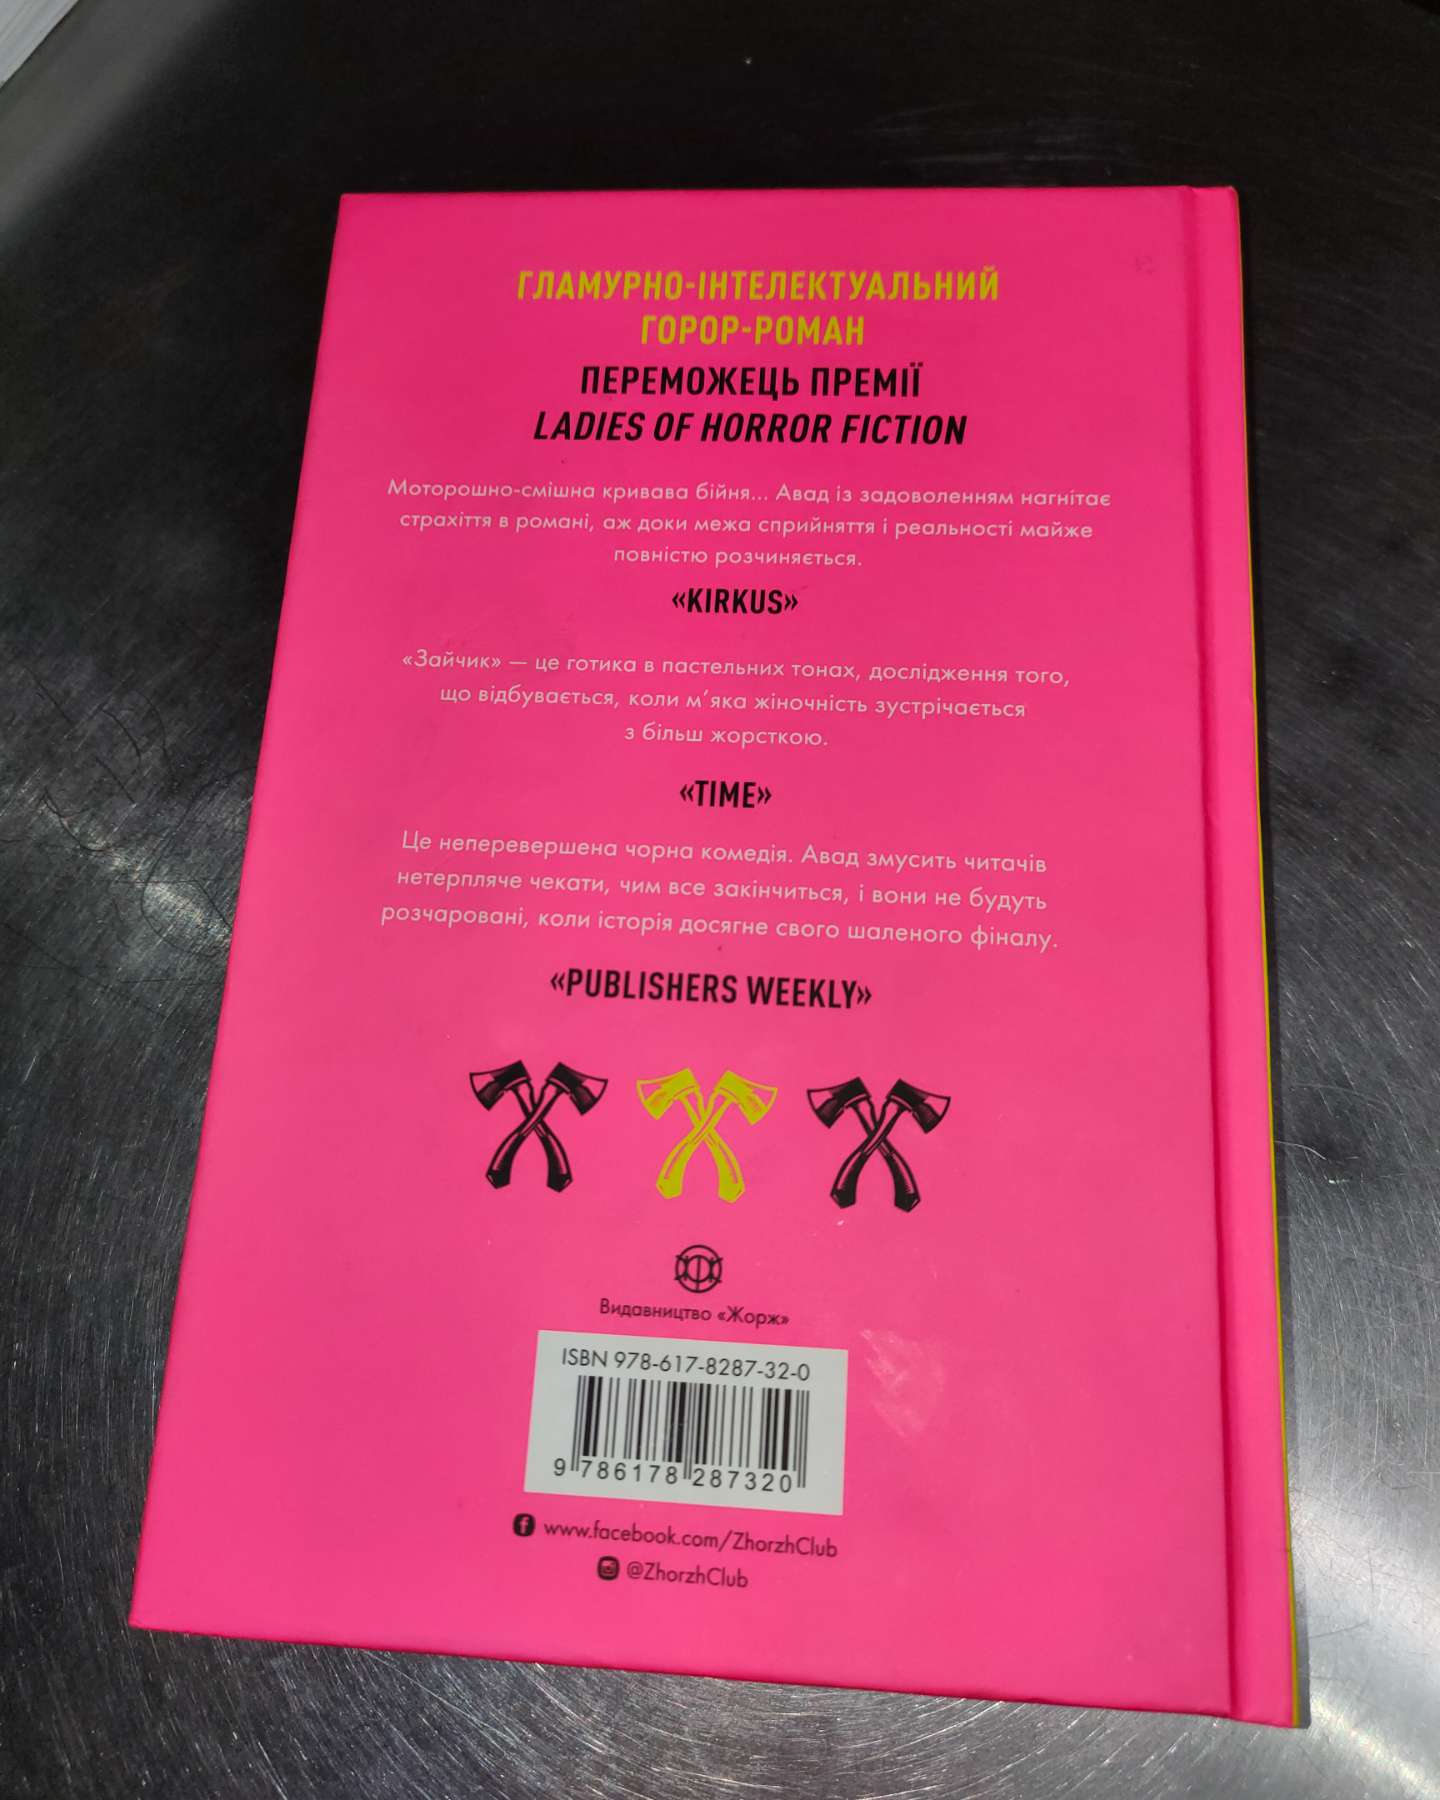 ГЛАМУРНО-ІНТЕЛЕКТУАЛЬНИЙ
ГОРОР-РОМАН
ПЕРЕМОЖЕЦЬ ПРЕМІЇ
LADIES OF HORROR FICTION
Моторошно-смішна кривава бійня... Авад із задоволенням нагнітає
страхіття в романі, аж доки межа сприйняття і реальності майже
повністю розчиняється.
«KIRKUS»
«Зайчик» — це готика в пастельних тонах, дослідження того,
що відбувається, коли м’яка жіночність зустрічається
з більш жорсткою.
«TIME»
Це неперевершена чорна комедія. Авад змусить читачів
нетерпляче чекати, чим все закінчиться, і вони не будуть
розчаровані, коли історія досягне свого шаленого фіналу.
«PUBLISHERS WEEKLY»
Видавництво «Жорж»
ISBN 978-617-8287-32-0
9 786178 287320
www.facebook.com/ZhorzhClub
@ZhorzhClub